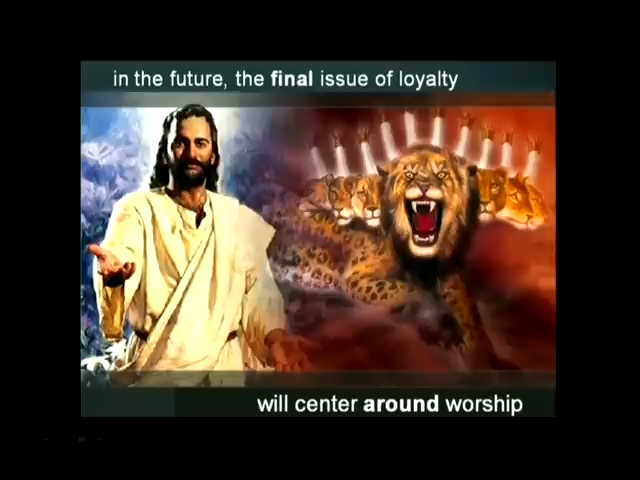 in the future, the final issue of loyalty
will center around worship